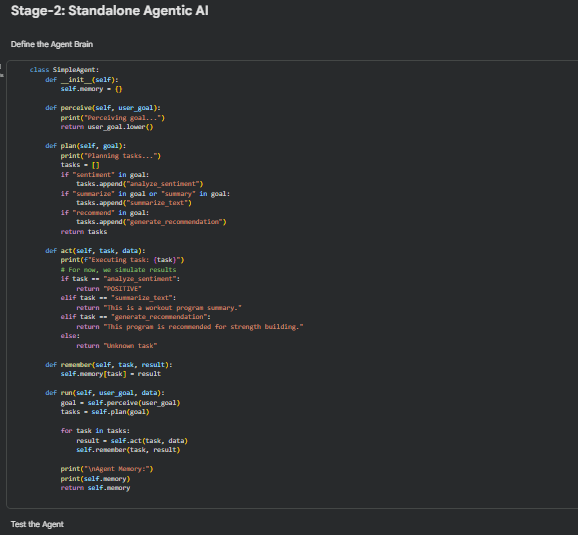 Stage-2: Standalone Agentic AI
Define the Agent Brain
class SimpleAgent:
    def __init__(self):
        self.memory = {}
    def perceive(self, user_goal):
        print("Perceiving goal...")
        return user_goal.lower()
    def plan(self, goal):
        print("Planning tasks...")
        tasks = []
        if "sentiment" in goal:
            tasks.append("analyze_sentiment")
        if "summarize" in goal or "summary" in goal:
            tasks.append("summarize_text")
        if "recommend" in goal:
            tasks.append("generate_recommendation")
        return tasks
    def act(self, task, data):
        print(f"Executing task: {task}")
        # For now, we simulate results
        if task == "analyze_sentiment":
            return "POSITIVE"
        elif task == "summarize_text":
            return "This is a workout program summary."
        elif task == "generate_recommendation":
            return "This program is recommended for strength building."
        else:
            return "Unknown task"
    def remember(self, task, result):
        self.memory[task] = result
    def run(self, user_goal, data):
        goal = self.perceive(user_goal)
        tasks = self.plan(goal)
        for task in tasks:
            result = self.act(task, data)
            self.remember(task, result)
        print("\nAgent Memory:")
        print(self.memory)
        return self.memory
Test the Agent